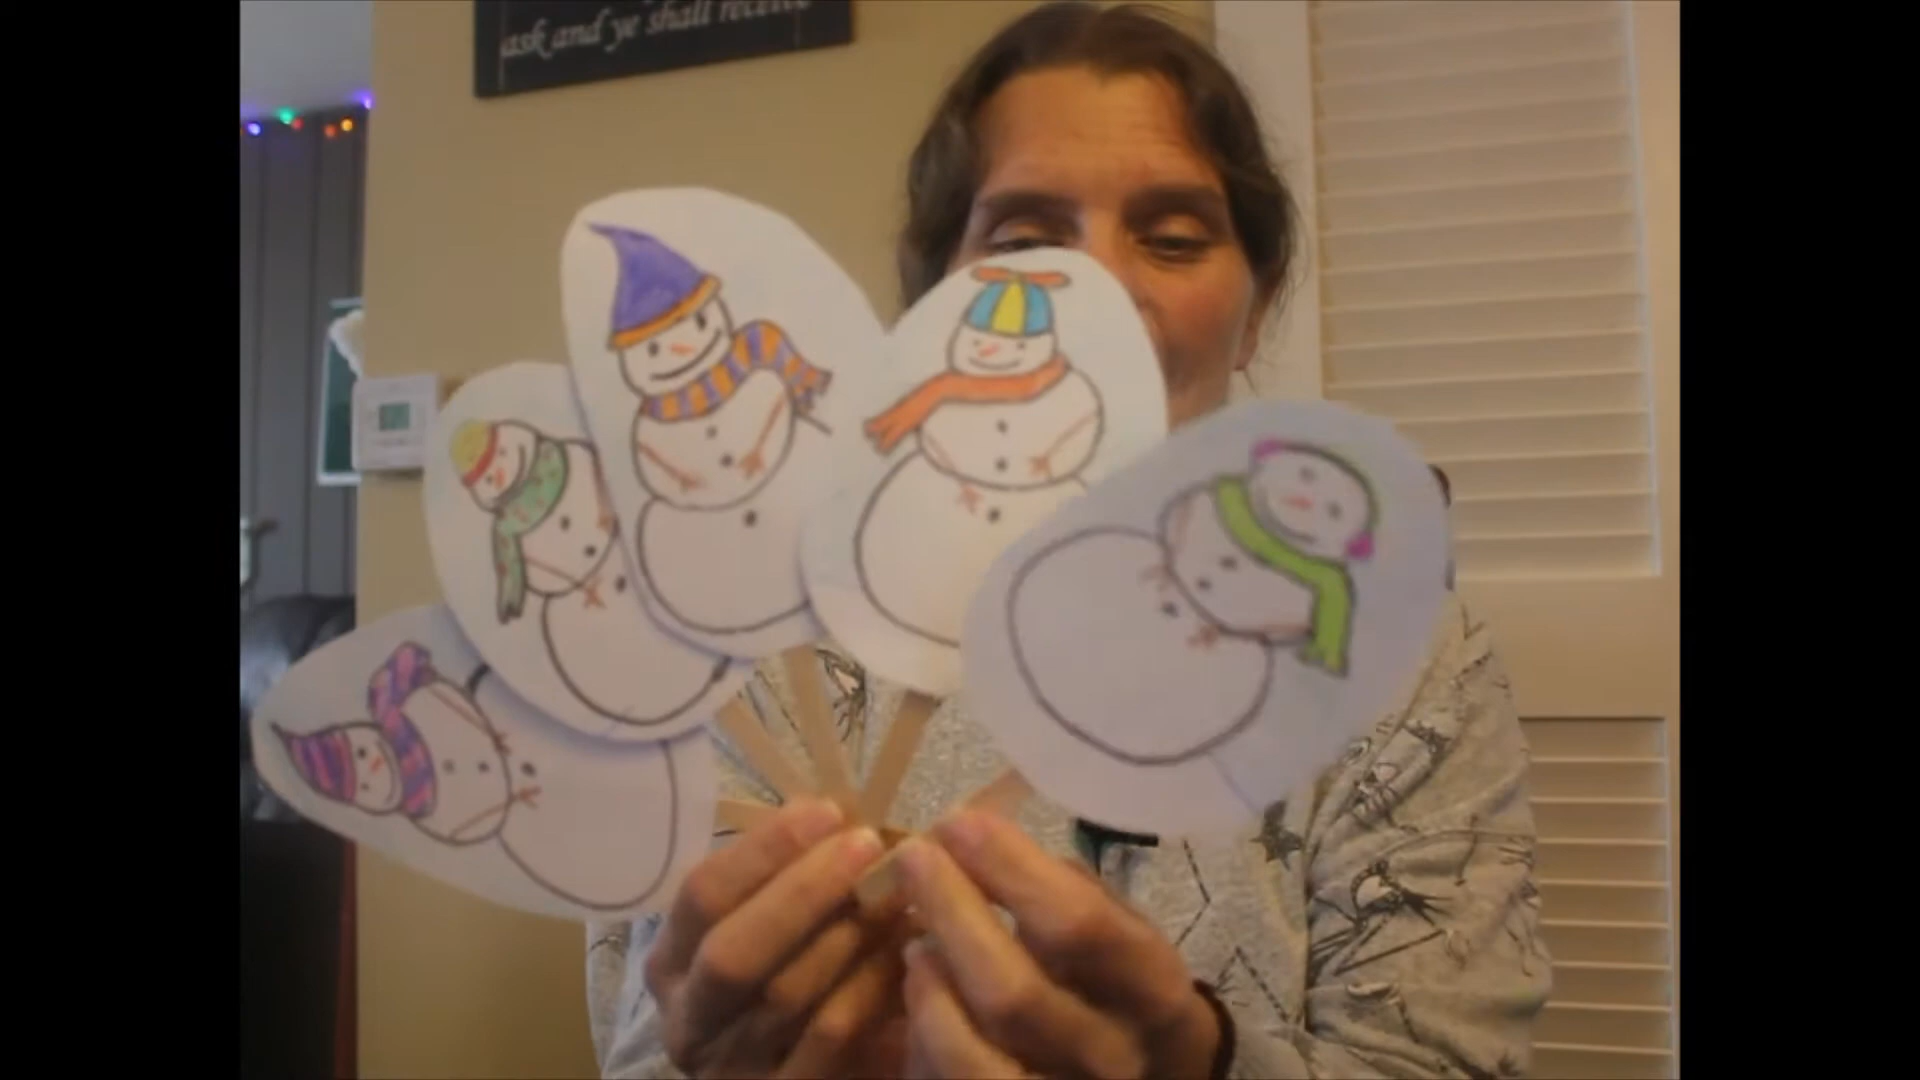 ask and ye shall receive